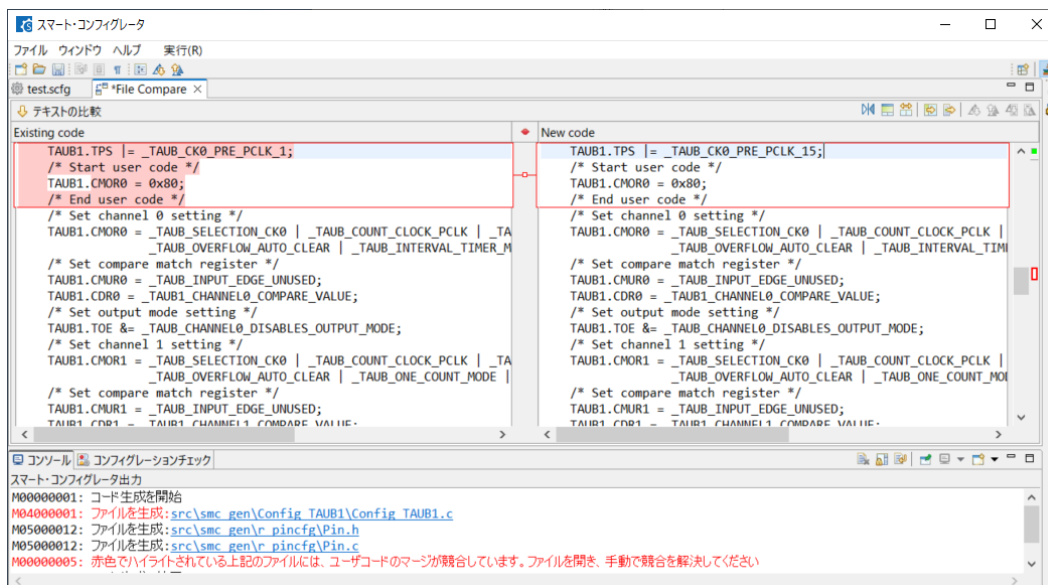 スマート・コンフィグレータ
ファイル ウィンドウ ヘルプ 実行(R)
test.scfg
*File Compare
テキストの比較
Existing code
New code
TAUB1.TPS |= _TAUB_CK0_PRE_PCLK_1;
/* Start user code */
TAUB1.CMOR0 = 0x80;
/* End user code */
/* Set channel 0 setting */
TAUB1.CMOR0 = _TAUB_SELECTION_CK0 | _TAUB_COUNT_CLOCK_PCLK | _TA
_TAUB_OVERFLOW_AUTO_CLEAR | _TAUB_INTERVAL_TIMER_M
/* Set compare match register */
TAUB1.CMUR0 = _TAUB_INPUT_EDGE_UNUSED;
TAUB1.CDR0 = _TAUB1_CHANNEL0_COMPARE_VALUE;
/* Set output mode setting */
TAUB1.TOE &= _TAUB_CHANNEL0_DISABLES_OUTPUT_MODE;
/* Set channel 1 setting */
TAUB1.CMOR1 = _TAUB_SELECTION_CK0 | _TAUB_COUNT_CLOCK_PCLK | _TA
_TAUB_OVERFLOW_AUTO_CLEAR | _TAUB_ONE_COUNT_MODE |
/* Set compare match register */
TAUB1.CMUR1 = _TAUB_INPUT_EDGE_UNUSED;
TAUB1.CDR1 = _TAUB1_CHANNEL1_COMPARE_VALUE;
TAUB1.TPS |= _TAUB_CK0_PRE_PCLK_15;
/* Start user code */
TAUB1.CMOR0 = 0x80;
/* End user code */
/* Set channel 0 setting */
TAUB1.CMOR0 = _TAUB_SELECTION_CK0 | _TAUB_COUNT_CLOCK_PCLK |
_TAUB_OVERFLOW_AUTO_CLEAR | _TAUB_INTERVAL_TIM
/* Set compare match register */
TAUB1.CMUR0 = _TAUB_INPUT_EDGE_UNUSED;
TAUB1.CDR0 = _TAUB1_CHANNEL0_COMPARE_VALUE;
/* Set output mode setting */
TAUB1.TOE &= _TAUB_CHANNEL0_DISABLES_OUTPUT_MODE;
/* Set channel 1 setting */
TAUB1.CMOR1 = _TAUB_SELECTION_CK0 | _TAUB_COUNT_CLOCK_PCLK |
_TAUB_OVERFLOW_AUTO_CLEAR | _TAUB_ONE_COUNT_MO
/* Set compare match register */
TAUB1.CMUR1 = _TAUB_INPUT_EDGE_UNUSED;
TAUB1.CDR1 = _TAUB1_CHANNEL1_COMPARE_VALUE;
コンソール コンフィグレーションチェック
スマート・コンフィグレータ出力
M00000001: コード生成を開始
M04000001: ファイルを生成:src\smc_gen\Config_TAUB1\Config_TAUB1.c
M05000012: ファイルを生成:src\smc_gen\r_pincfg\Pin.h
M05000012: ファイルを生成:src\smc_gen\r_pincfg\Pin.c
M00000005: 赤色でハイライトされている上記のファイルには、ユーザコードのマージが競合しています。ファイルを開き、手動で競合を解決してください